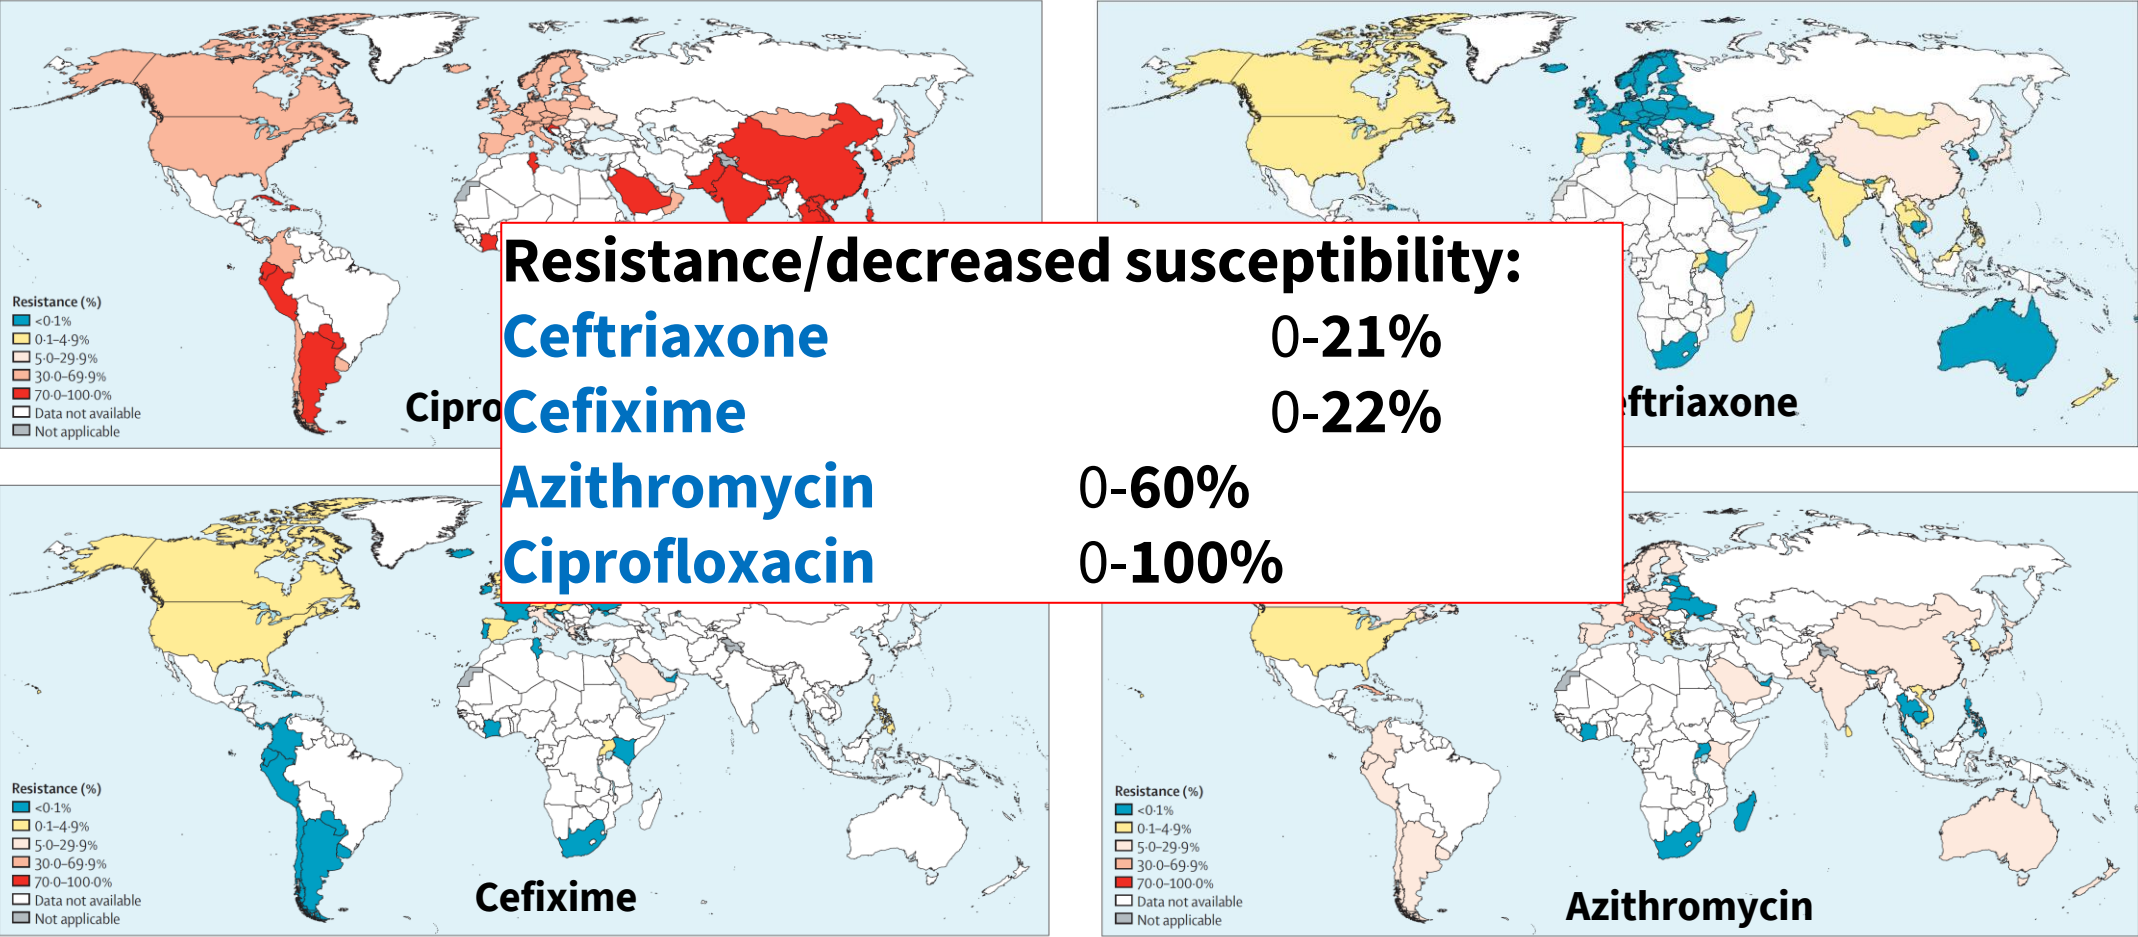 Resistance (%)
<0·1%
0·1–4·9%
5·0–29·9%
30·0–69·9%
70·0–100·0%
Data not available
Not applicable
Cipro
eftriaxone
Resistance/decreased susceptibility:
Ceftriaxone 0-21%
Cefixime 0-22%
Azithromycin 0-60%
Ciprofloxacin 0-100%
Resistance (%)
<0·1%
0·1–4·9%
5·0–29·9%
30·0–69·9%
70·0–100·0%
Data not available
Not applicable
Cefixime
Resistance (%)
<0·1%
0·1–4·9%
5·0–29·9%
30·0–69·9%
70·0–100·0%
Data not available
Not applicable
Azithromycin